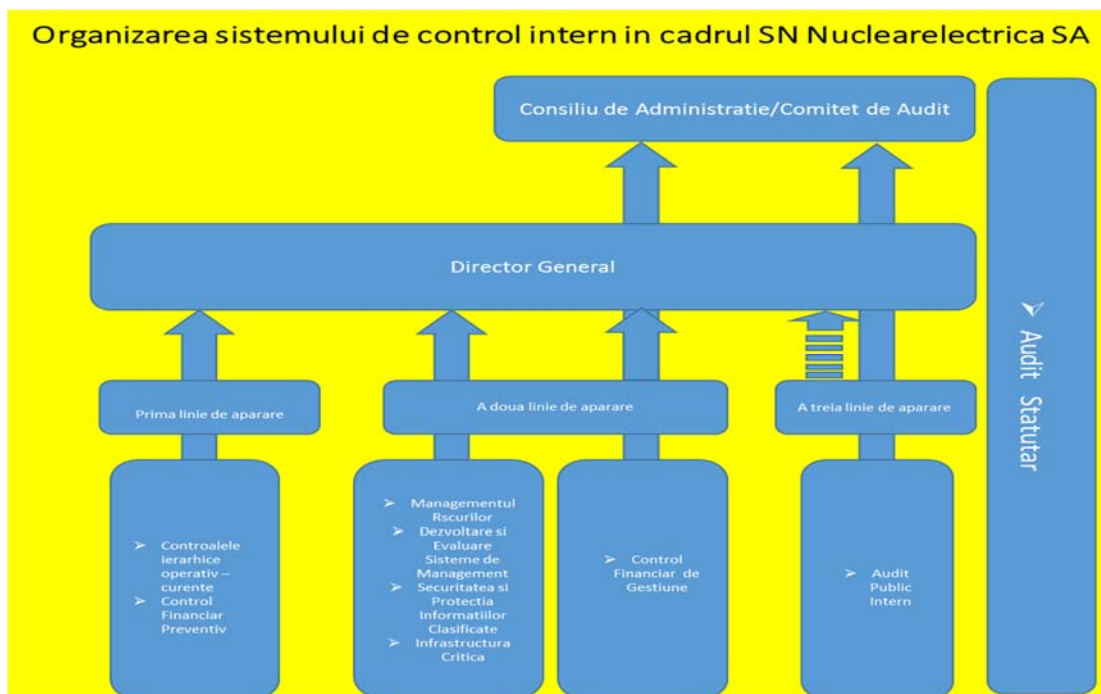 Organizarea sistemului de control intern in cadrul SN Nuclearelectrica SA
Consiliu de Administratie/Comitet de Audit
Director General
Prima linie de aparare
A doua linie de aparare
A treia linie de aparare
➢ Controalele
ierarhice
operativ –
curente
➢ Control
Financiar
Preventiv
➢ Managementul
Rscurilor
➢ Dezvoltare si
Evaluare
Sisteme de
Management
➢ Securitatea si
Protectia
Informatiilor
Clasificate
➢ Infrastructura
Critica
➢ Control
Financiar de
Gestiune
➢ Audit
Public
Intern
➢ Audit Statutar